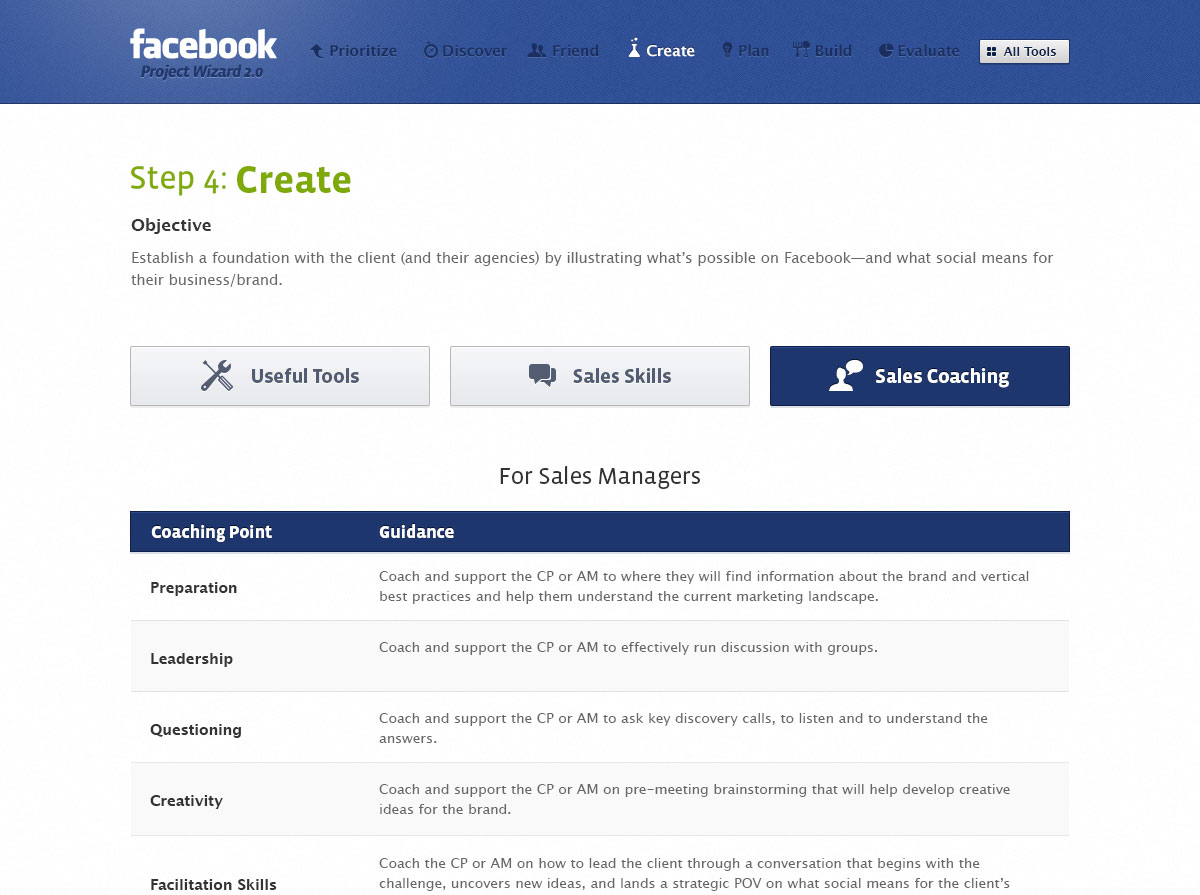 facebook
Project Wizard 2.0
Prioritize
Discover
Friend
Create
Plan
Build
Evaluate
All Tools
Step 4: Create
Objective
Establish a foundation with the client (and their agencies) by illustrating what’s possible on Facebook—and what social means for
their business/brand.
Useful Tools
Sales Skills
Sales Coaching
For Sales Managers
Coaching Point
Guidance
Preparation
Coach and support the CP or AM to where they will find information about the brand and vertical
best practices and help them understand the current marketing landscape.
Leadership
Coach and support the CP or AM to effectively run discussion with groups.
Questioning
Coach and support the CP or AM to ask key discovery calls, to listen and to understand the
answers.
Creativity
Coach and support the CP or AM on pre-meeting brainstorming that will help develop creative
ideas for the brand.
Facilitation Skills
Coach the CP or AM on how to lead the client through a conversation that begins with the
challenge, uncovers new ideas, and lands a strategic POV on what social means for the client’s